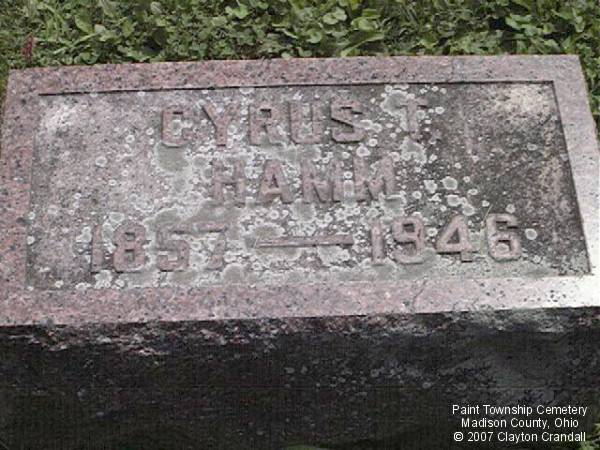 CYRUS T.
HAMM
1857 — 1946
Paint Township Cemetery
Madison County, Ohio
© 2007 Clayton Crandall